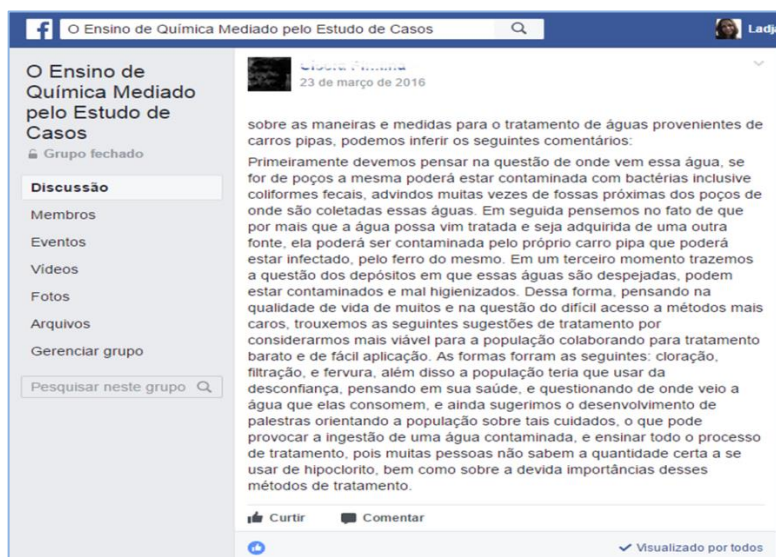 O Ensino de Química Mediado pelo Estudo de Casos
Ladja
O Ensino de
Química Mediado
pelo Estudo de
Casos
Grupo fechado
Discussão
Membros
Eventos
Vídeos
Fotos
Arquivos
Gerenciar grupo
Pesquisar neste grupo
23 de março de 2016
sobre as maneiras e medidas para o tratamento de águas provenientes de
carros pipas, podemos inferir os seguintes comentários:
Primeiramente devemos pensar na questão de onde vem essa água, se
for de poços a mesma poderá estar contaminada com bactérias inclusive
coliformes fecais, advindos muitas vezes de fossas próximas dos poços de
onde são coletadas essas águas. Em seguida pensemos no fato de que
por mais que a água possa vim tratada e seja adquirida de uma outra
fonte, ela poderá ser contaminada pelo próprio carro pipa que poderá
estar infectado, pelo ferro do mesmo. Em um terceiro momento trazemos
a questão dos depósitos em que essas águas são despejadas, podem
estar contaminados e mal higienizados. Dessa forma, pensando na
qualidade de vida de muitos e na questão do difícil acesso a métodos mais
caros, trouxemos as seguintes sugestões de tratamento por
considerarmos mais viável para a população colaborando para tratamento
barato e de fácil aplicação. As formas forram as seguintes: cloração,
filtração, e fervura, além disso a população teria que usar da
desconfiança, pensando em sua saúde, e questionando de onde veio a
água que elas consomem, e ainda sugerimos o desenvolvimento de
palestras orientando a população sobre tais cuidados, o que pode
provocar a ingestão de uma água contaminada, e ensinar todo o processo
de tratamento, pois muitas pessoas não sabem a quantidade certa a se
usar de hipoclorito, bem como sobre a devida importâncias desses
métodos de tratamento.
Curtir Comentar
Visualizado por todos